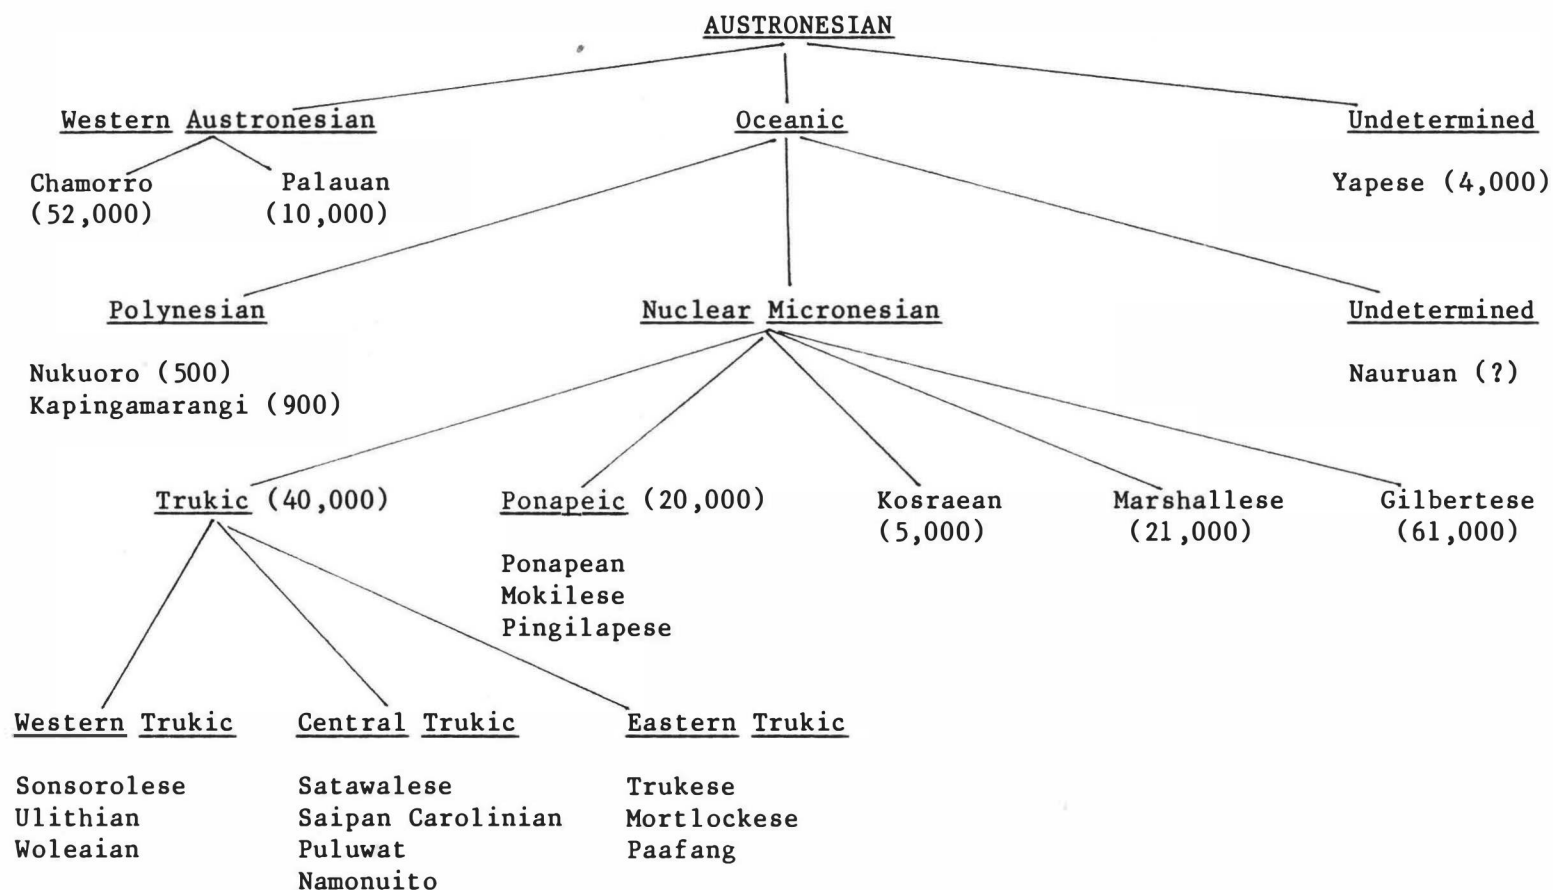 AUSTRONESIAN
Western Austronesian Oceanic Undetermined
Chamorro Palauan Yapese (4,000)
(52,000) (10,000)
Polynesian Nuclear Micronesian Undetermined
Nukuoro (500) Nauruan (?)
Kapingamarangi (900)
Trukic (40,000) Ponapeic (20,000) Kosraean Marshallese Gilbertese
(5,000) (21,000) (61,000)
Ponapean
Mokilese
Pingilapese
Western Trukic Central Trukic Eastern Trukic
Sonsorolese Satawalese Trukese
Ulithian Saipan Carolinian Mortlockese
Woleaian Puluwat Paafang
Namonuito